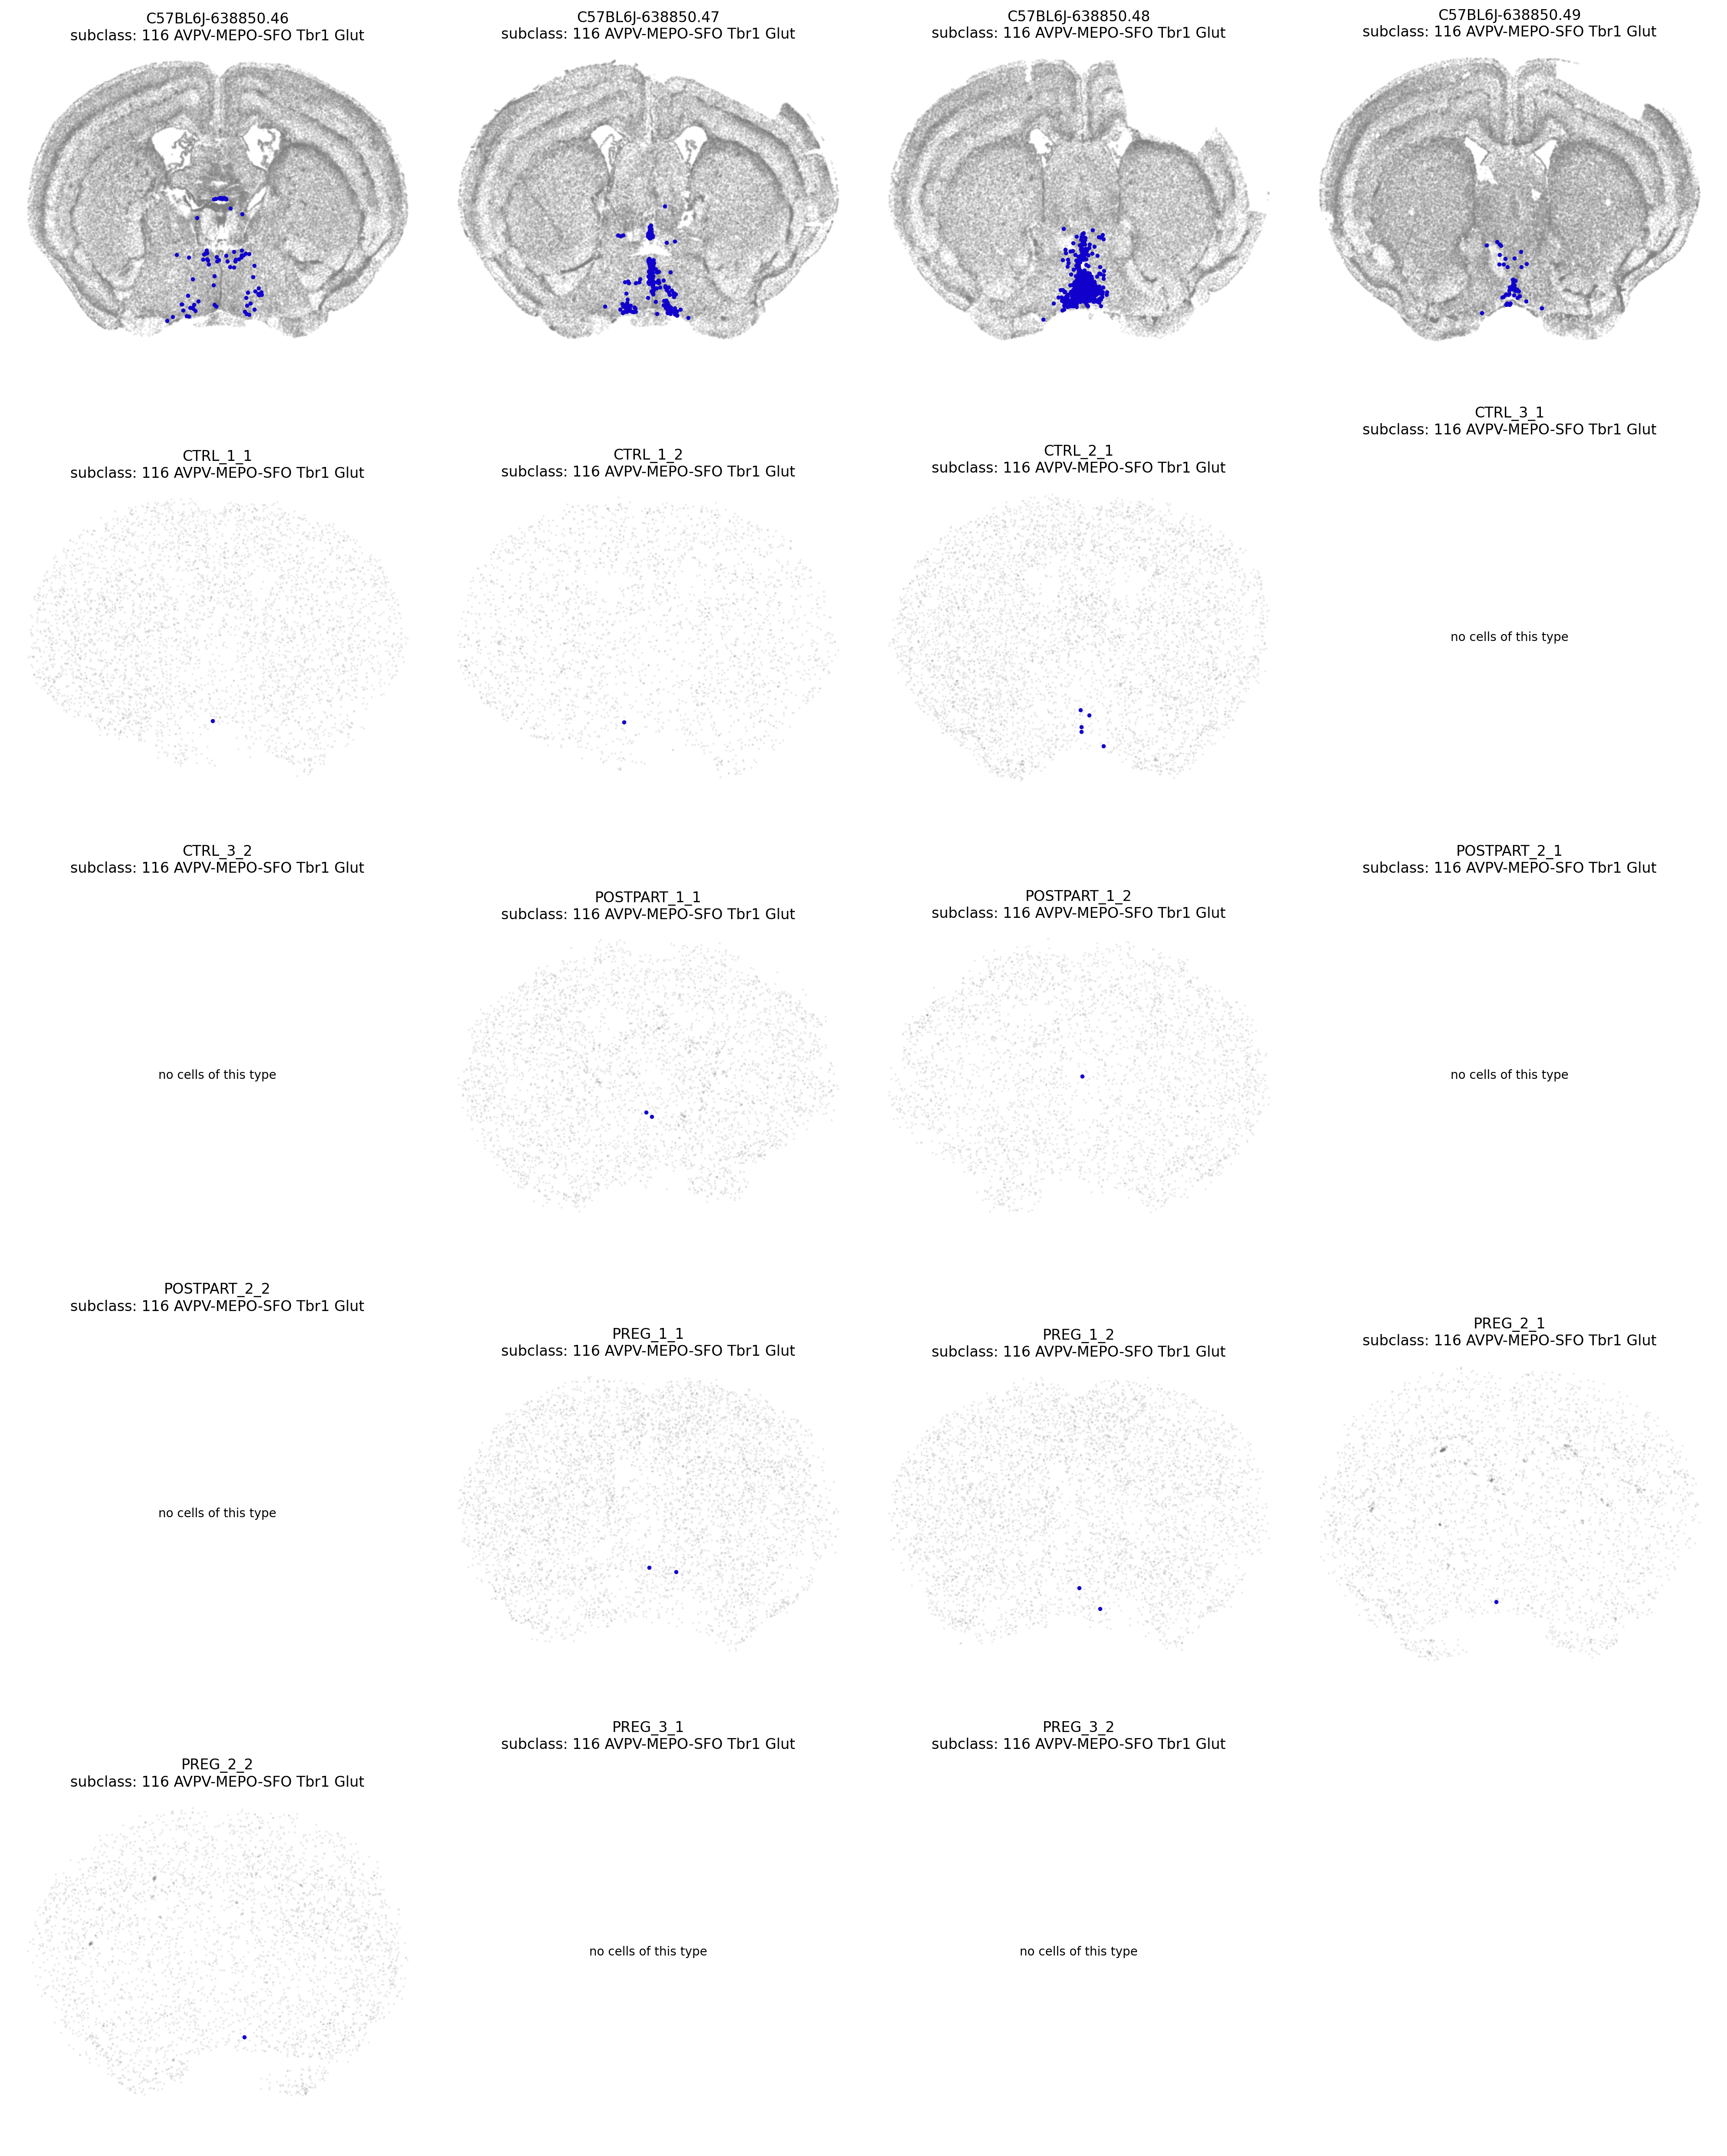 C57BL6J-638850.46
subclass: 116 AVPV-MEPO-SFO Tbr1 Glut
C57BL6J-638850.47
subclass: 116 AVPV-MEPO-SFO Tbr1 Glut
C57BL6J-638850.48
subclass: 116 AVPV-MEPO-SFO Tbr1 Glut
C57BL6J-638850.49
subclass: 116 AVPV-MEPO-SFO Tbr1 Glut
CTRL_1_1
subclass: 116 AVPV-MEPO-SFO Tbr1 Glut
CTRL_1_2
subclass: 116 AVPV-MEPO-SFO Tbr1 Glut
CTRL_2_1
subclass: 116 AVPV-MEPO-SFO Tbr1 Glut
CTRL_3_1
subclass: 116 AVPV-MEPO-SFO Tbr1 Glut
no cells of this type
CTRL_3_2
subclass: 116 AVPV-MEPO-SFO Tbr1 Glut
no cells of this type
POSTPART_1_1
subclass: 116 AVPV-MEPO-SFO Tbr1 Glut
POSTPART_1_2
subclass: 116 AVPV-MEPO-SFO Tbr1 Glut
POSTPART_2_1
subclass: 116 AVPV-MEPO-SFO Tbr1 Glut
no cells of this type
POSTPART_2_2
subclass: 116 AVPV-MEPO-SFO Tbr1 Glut
no cells of this type
PREG_1_1
subclass: 116 AVPV-MEPO-SFO Tbr1 Glut
PREG_1_2
subclass: 116 AVPV-MEPO-SFO Tbr1 Glut
PREG_2_1
subclass: 116 AVPV-MEPO-SFO Tbr1 Glut
PREG_2_2
subclass: 116 AVPV-MEPO-SFO Tbr1 Glut
PREG_3_1
subclass: 116 AVPV-MEPO-SFO Tbr1 Glut
no cells of this type
PREG_3_2
subclass: 116 AVPV-MEPO-SFO Tbr1 Glut
no cells of this type